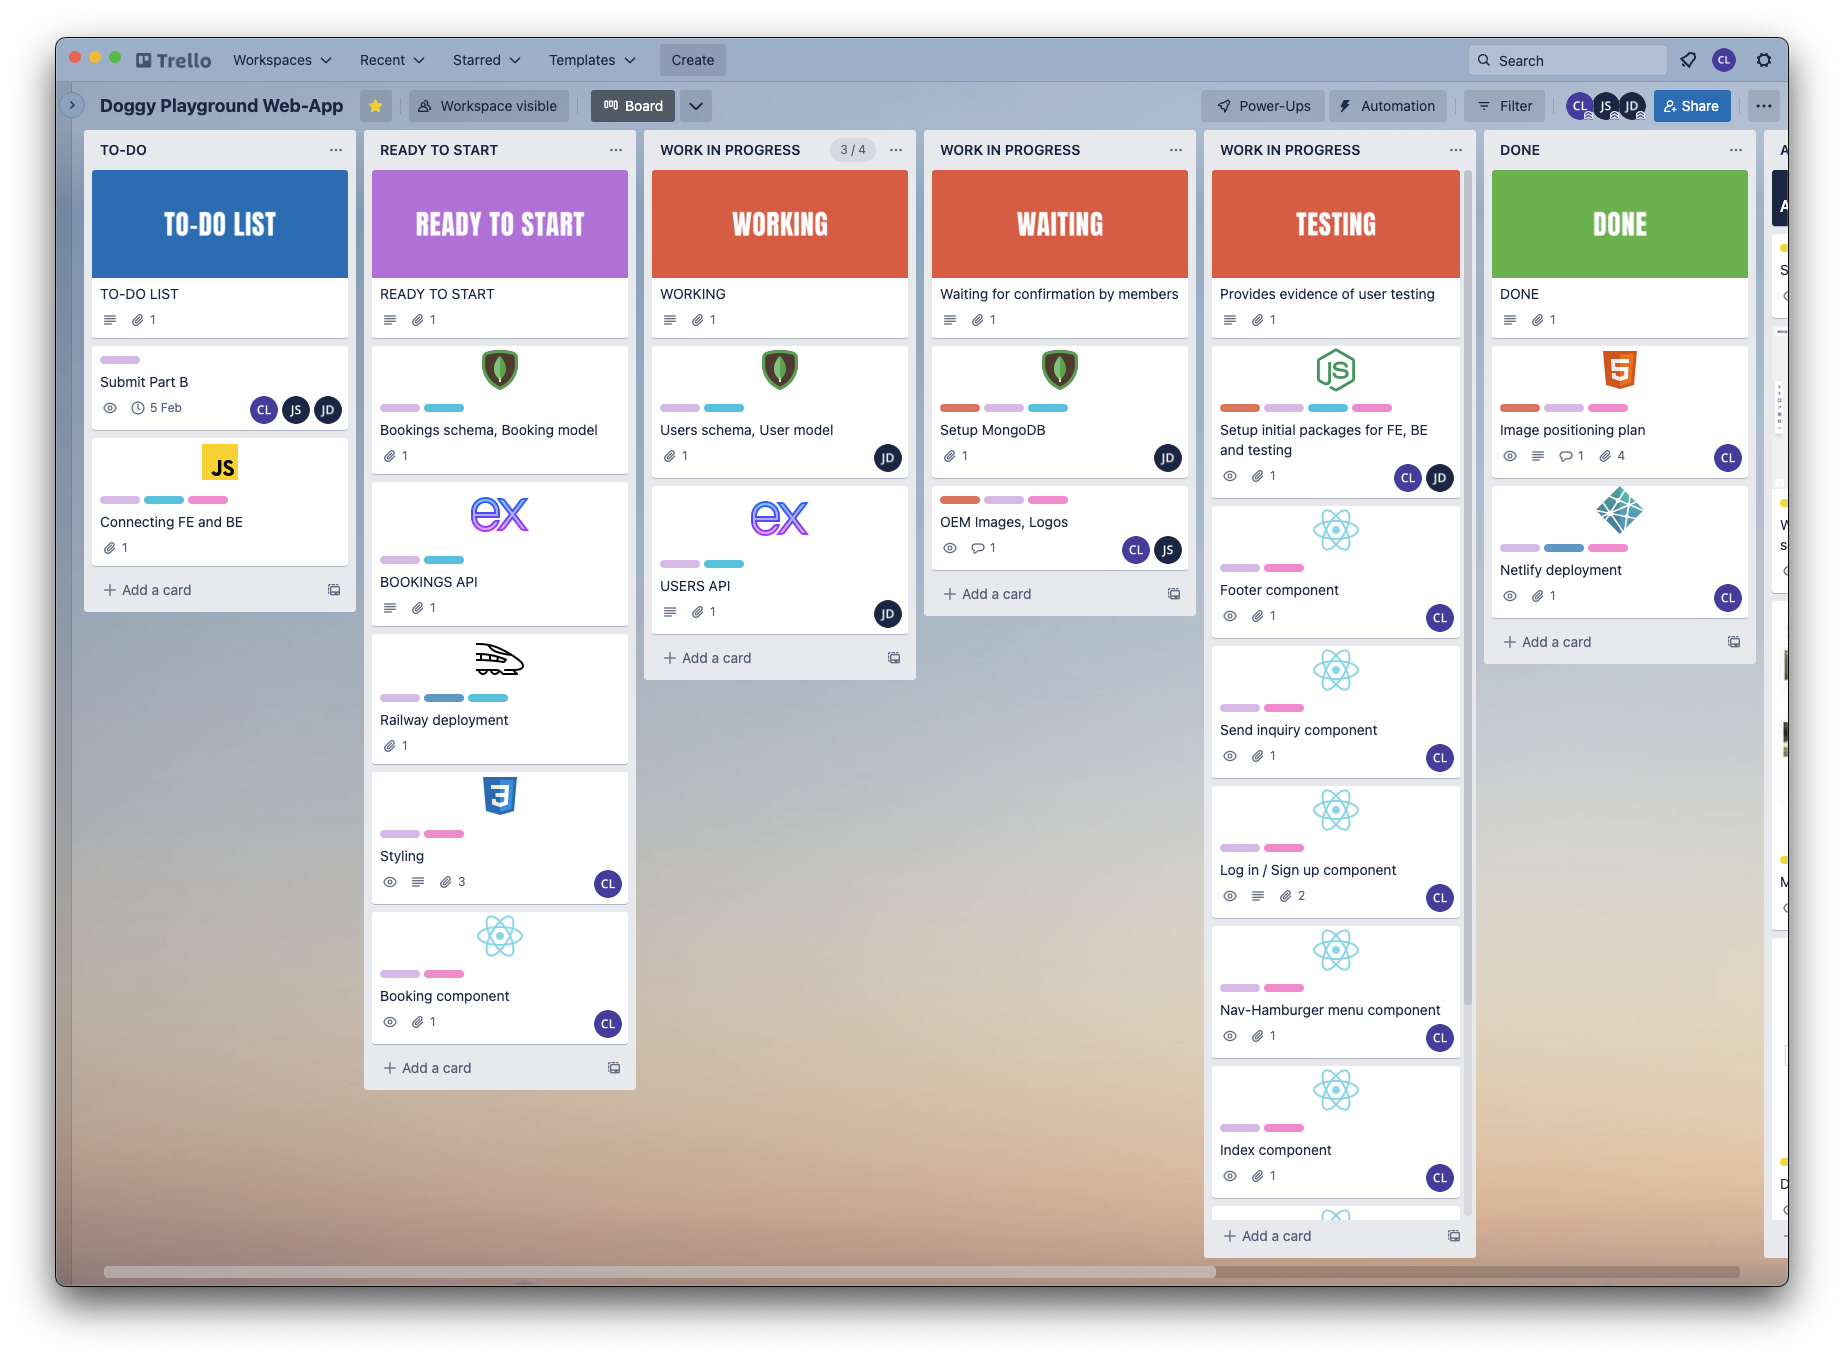 Trello Workspaces Recent Starred Templates Create Search CL
Doggy Playground Web-App Workspace visible Board Power-Ups Automation Filter CL JS JD Share
TO-DO
TO-DO LIST
TO-DO LIST
1
Submit Part B
5 Feb CL JS JD
JS
Connecting FE and BE
1
Add a card
READY TO START
READY TO START
READY TO START
1
Bookings schema, Booking model
1
ex
BOOKINGS API
1
Railway deployment
1
3
Styling
3 CL
Booking component
1 CL
Add a card
WORK IN PROGRESS 3 / 4
WORKING
WORKING
1
Users schema, User model
1 JD
ex
USERS API
1 JD
Add a card
WORK IN PROGRESS
WAITING
Waiting for confirmation by members
1
Setup MongoDB
1 JD
OEM Images, Logos
1 CL JS
Add a card
WORK IN PROGRESS
TESTING
Provides evidence of user testing
1
JS
Setup initial packages for FE, BE
and testing
1 CL JD
Footer component
1 CL
Send inquiry component
1 CL
Log in / Sign up component
2 CL
Nav-Hamburger menu component
1 CL
Index component
1 CL
Add a card
DONE
DONE
DONE
1
5
Image positioning plan
1 4 CL
Netlify deployment
1 CL
Add a card